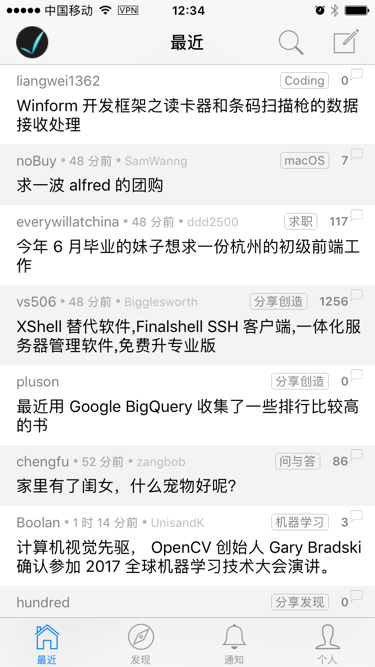 中国移动 VPN 12:34
最近
liangwei1362 Coding 0
Winform 开发框架之读卡器和条码扫描枪的数据
接收处理
noBuy • 48 分前 • SamWanng macOS 7
求一波 alfred 的团购
everywillatchina • 48 分前 • ddd2500 求职 117
今年 6 月毕业的妹子想求一份杭州的初级前端工
作
vs506 • 48 分前 • Bigglesworth 分享创造 1256
XShell 替代软件,Finalshell SSH 客户端,一体化服
务器管理软件,免费升专业版
pluson 分享创造 0
最近用 Google BigQuery 收集了一些排行比较高
的书
chengfu • 52 分前 • zangbob 问与答 86
家里有了闺女，什么宠物好呢?
Boolan • 1 时 14 分前 • UnisandK 机器学习 3
计算机视觉先驱， OpenCV 创始人 Gary Bradski
确认参加 2017 全球机器学习技术大会演讲。
hundred 分享发现 0
最近 发现 通知 个人